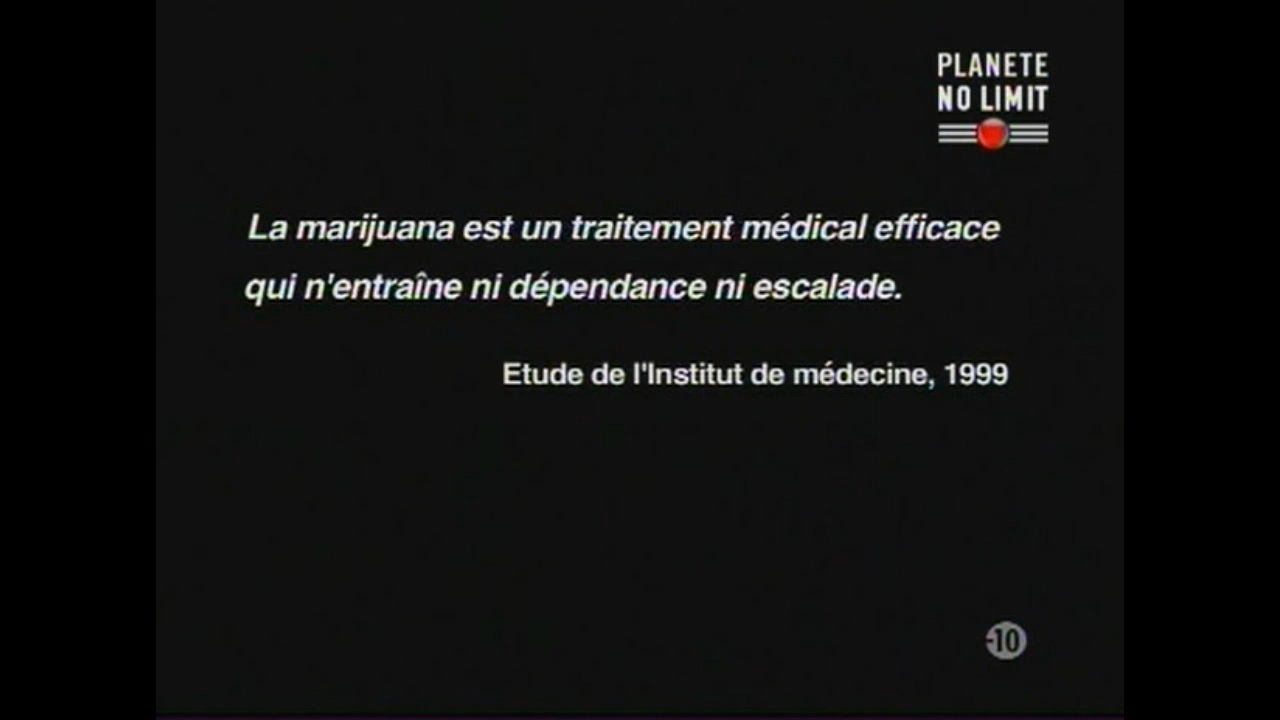 PLANETE
NO LIMIT
La marijuana est un traitement médical efficace
qui n'entraîne ni dépendance ni escalade.
Etude de l'Institut de médecine, 1999
-10